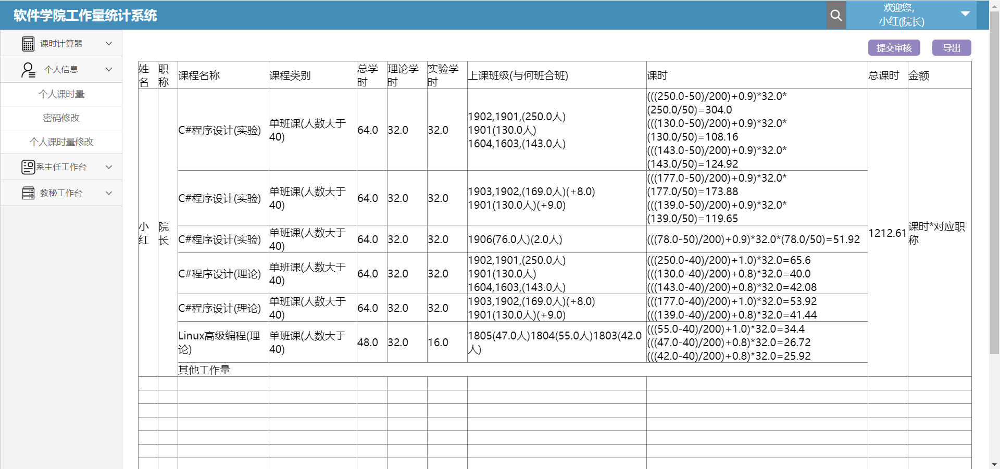 软件学院工作量统计系统
欢迎您,
小红(院长)
课时计算器
个人信息
个人课时量
密码修改
个人课时量修改
系主任工作台
教秘工作台
提交审核
导出
姓名
职称
课程名称
课程类别
总学时
理论学时
实验学时
上课班级(与何班合班)
课时
总课时
金额
小红
院长
C#程序设计(实验)
单班课(人数大于
40)
64.0
32.0
32.0
1902,1901,(250.0人)
1901(130.0人)
1604,1603,(143.0人)
(((250.0-50)/200)+0.9)*32.0*
(250.0/50)=304.0
(((130.0-50)/200)+0.9)*32.0*
(130.0/50)=108.16
(((143.0-50)/200)+0.9)*32.0*
(143.0/50)=124.92
C#程序设计(实验)
单班课(人数大于
40)
64.0
32.0
32.0
1903,1902,(169.0人)(+8.0)
1901(130.0人)(+9.0)
(((177.0-50)/200)+0.9)*32.0*
(177.0/50)=173.88
(((139.0-50)/200)+0.9)*32.0*
(139.0/50)=119.65
C#程序设计(实验)
单班课(人数大于
40)
64.0
32.0
32.0
1906(76.0人)(2.0人)
(((78.0-50)/200)+0.9)*32.0*(78.0/50)=51.92
C#程序设计(理论)
单班课(人数大于
40)
64.0
32.0
32.0
1902,1901,(250.0人)
1901(130.0人)
1604,1603,(143.0人)
(((250.0-40)/200)+1.0)*32.0=65.6
(((130.0-40)/200)+0.8)*32.0=40.0
(((143.0-40)/200)+0.8)*32.0=42.08
C#程序设计(理论)
单班课(人数大于
40)
64.0
32.0
32.0
1903,1902,(169.0人)(+8.0)
1901(130.0人)(+9.0)
(((177.0-40)/200)+1.0)*32.0=53.92
(((139.0-40)/200)+0.8)*32.0=41.44
Linux高级编程(理
论)
单班课(人数大于
40)
48.0
32.0
16.0
1805(47.0人)1804(55.0人)1803(42.0
人)
(((55.0-40)/200)+1.0)*32.0=34.4
(((47.0-40)/200)+0.8)*32.0=26.72
(((42.0-40)/200)+0.8)*32.0=25.92
其他工作量
1212.61
课时*对应职
称